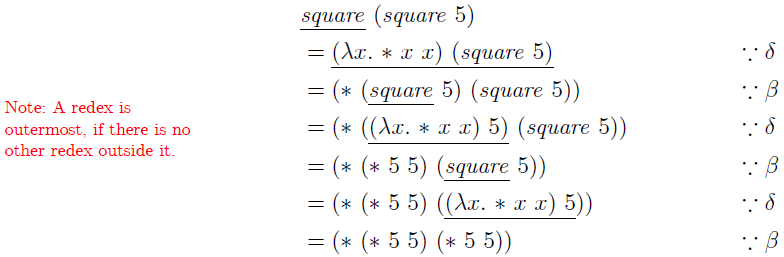 square (square 5)
= (λx. ∗ x x) (square 5) ∵ δ
= (∗ (square 5) (square 5)) ∵ β
Note: A redex is
outermost, if there is no
other redex outside it.
= (∗ ((λx. ∗ x x) 5) (square 5)) ∵ δ
= (∗ (∗ 5 5) (square 5)) ∵ β
= (∗ (∗ 5 5) ((λx. ∗ x x) 5)) ∵ δ
= (∗ (∗ 5 5) (∗ 5 5)) ∵ β